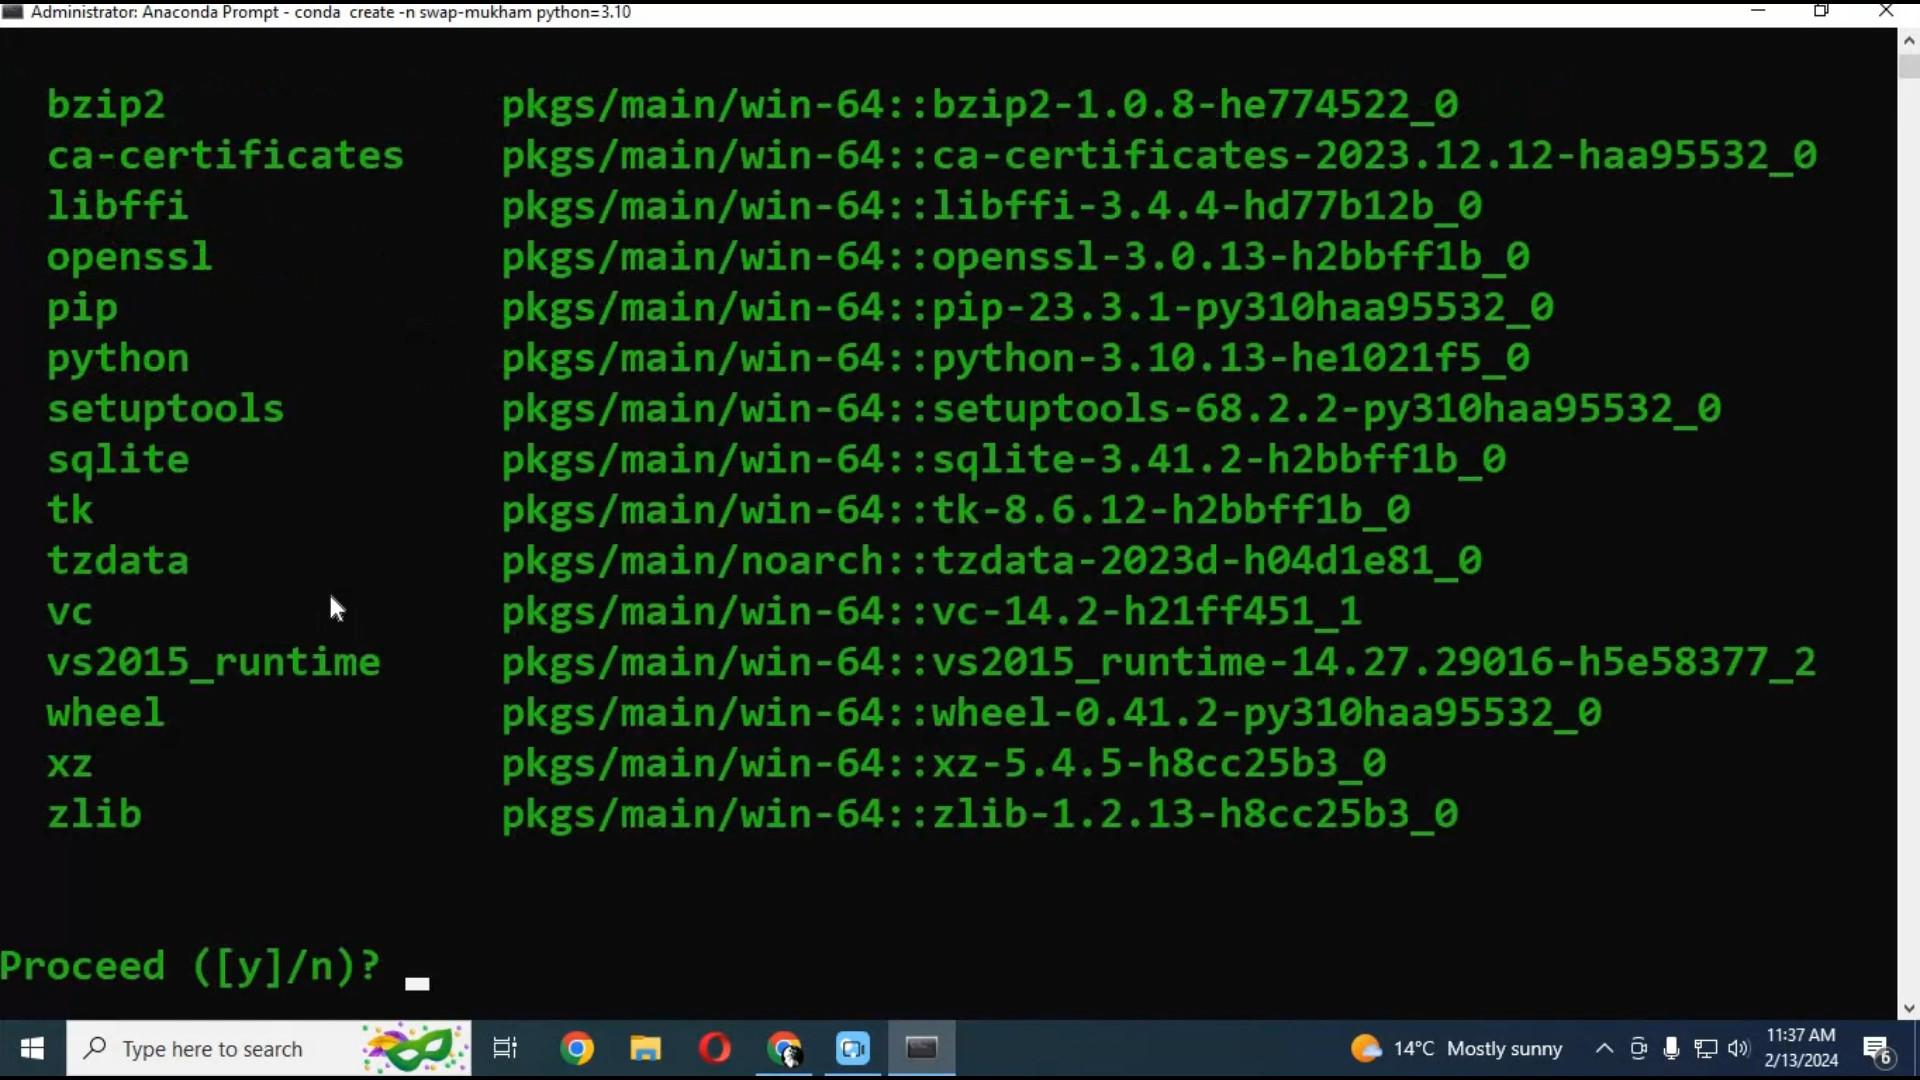 Administrator: Anaconda Prompt - conda  create -n swap-mukham python=3.10
bzip2 pkgs/main/win-64::bzip2-1.0.8-he774522_0
ca-certificates pkgs/main/win-64::ca-certificates-2023.12.12-haa95532_0
libffi pkgs/main/win-64::libffi-3.4.4-hd77b12b_0
openssl pkgs/main/win-64::openssl-3.0.13-h2bbff1b_0
pip pkgs/main/win-64::pip-23.3.1-py310haa95532_0
python pkgs/main/win-64::python-3.10.13-he1021f5_0
setuptools pkgs/main/win-64::setuptools-68.2.2-py310haa95532_0
sqlite pkgs/main/win-64::sqlite-3.41.2-h2bbff1b_0
tk pkgs/main/win-64::tk-8.6.12-h2bbff1b_0
tzdata pkgs/main/noarch::tzdata-2023d-h04d1e81_0
vc pkgs/main/win-64::vc-14.2-h21ff451_1
vs2015_runtime pkgs/main/win-64::vs2015_runtime-14.27.29016-h5e58377_2
wheel pkgs/main/win-64::wheel-0.41.2-py310haa95532_0
xz pkgs/main/win-64::xz-5.4.5-h8cc25b3_0
zlib pkgs/main/win-64::zlib-1.2.13-h8cc25b3_0
Proceed ([y]/n)?
Type here to search
14°C Mostly sunny
11:37 AM
2/13/2024
6